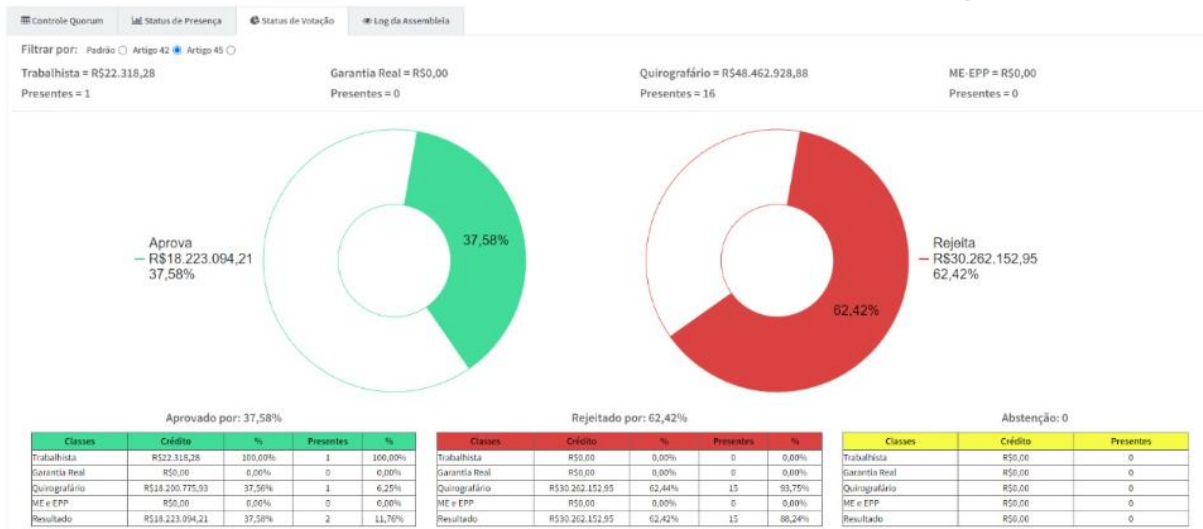 Controle Quorum Status de Presença Status de Votação Log da Assembleia
Filtrar por: Padrão Artigo 42 Artigo 45
Trabalhista = R$22.318,28 Garantia Real = R$0,00 Quirografário = R$48.462.928,88 ME-EPP = R$0,00
Presentes = 1 Presentes = 0 Presentes = 16 Presentes = 0
Aprova
R$18.223.094,21
37,58%
37,58%
Rejeita
R$30.262.152,95
62,42%
62,42%
Aprovado por: 37,58%
Classes Crédito % Presentes %
Trabalhista R$22.318,28 100,00% 1 100,00%
Garantia Real R$0,00 0,00% 0 0,00%
Quirografário R$18.200.775,93 37,56% 1 6,25%
ME e EPP R$0,00 0,00% 0 0,00%
Resultado R$18.223.094,21 37,58% 2 11,76%
Rejeitado por: 62,42%
Classes Crédito % Presentes %
Trabalhista R$0,00 0,00% 0 0,00%
Garantia Real R$0,00 0,00% 0 0,00%
Quirografário R$30.262.152,95 62,44% 15 93,75%
ME e EPP R$0,00 0,00% 0 0,00%
Resultado R$30.262.152,95 62,42% 15 88,24%
Abstenção: 0
Classes Crédito Presentes
Trabalhista R$0,00 0
Garantia Real R$0,00 0
Quirografário R$0,00 0
ME e EPP R$0,00 0
Resultado R$0,00 0